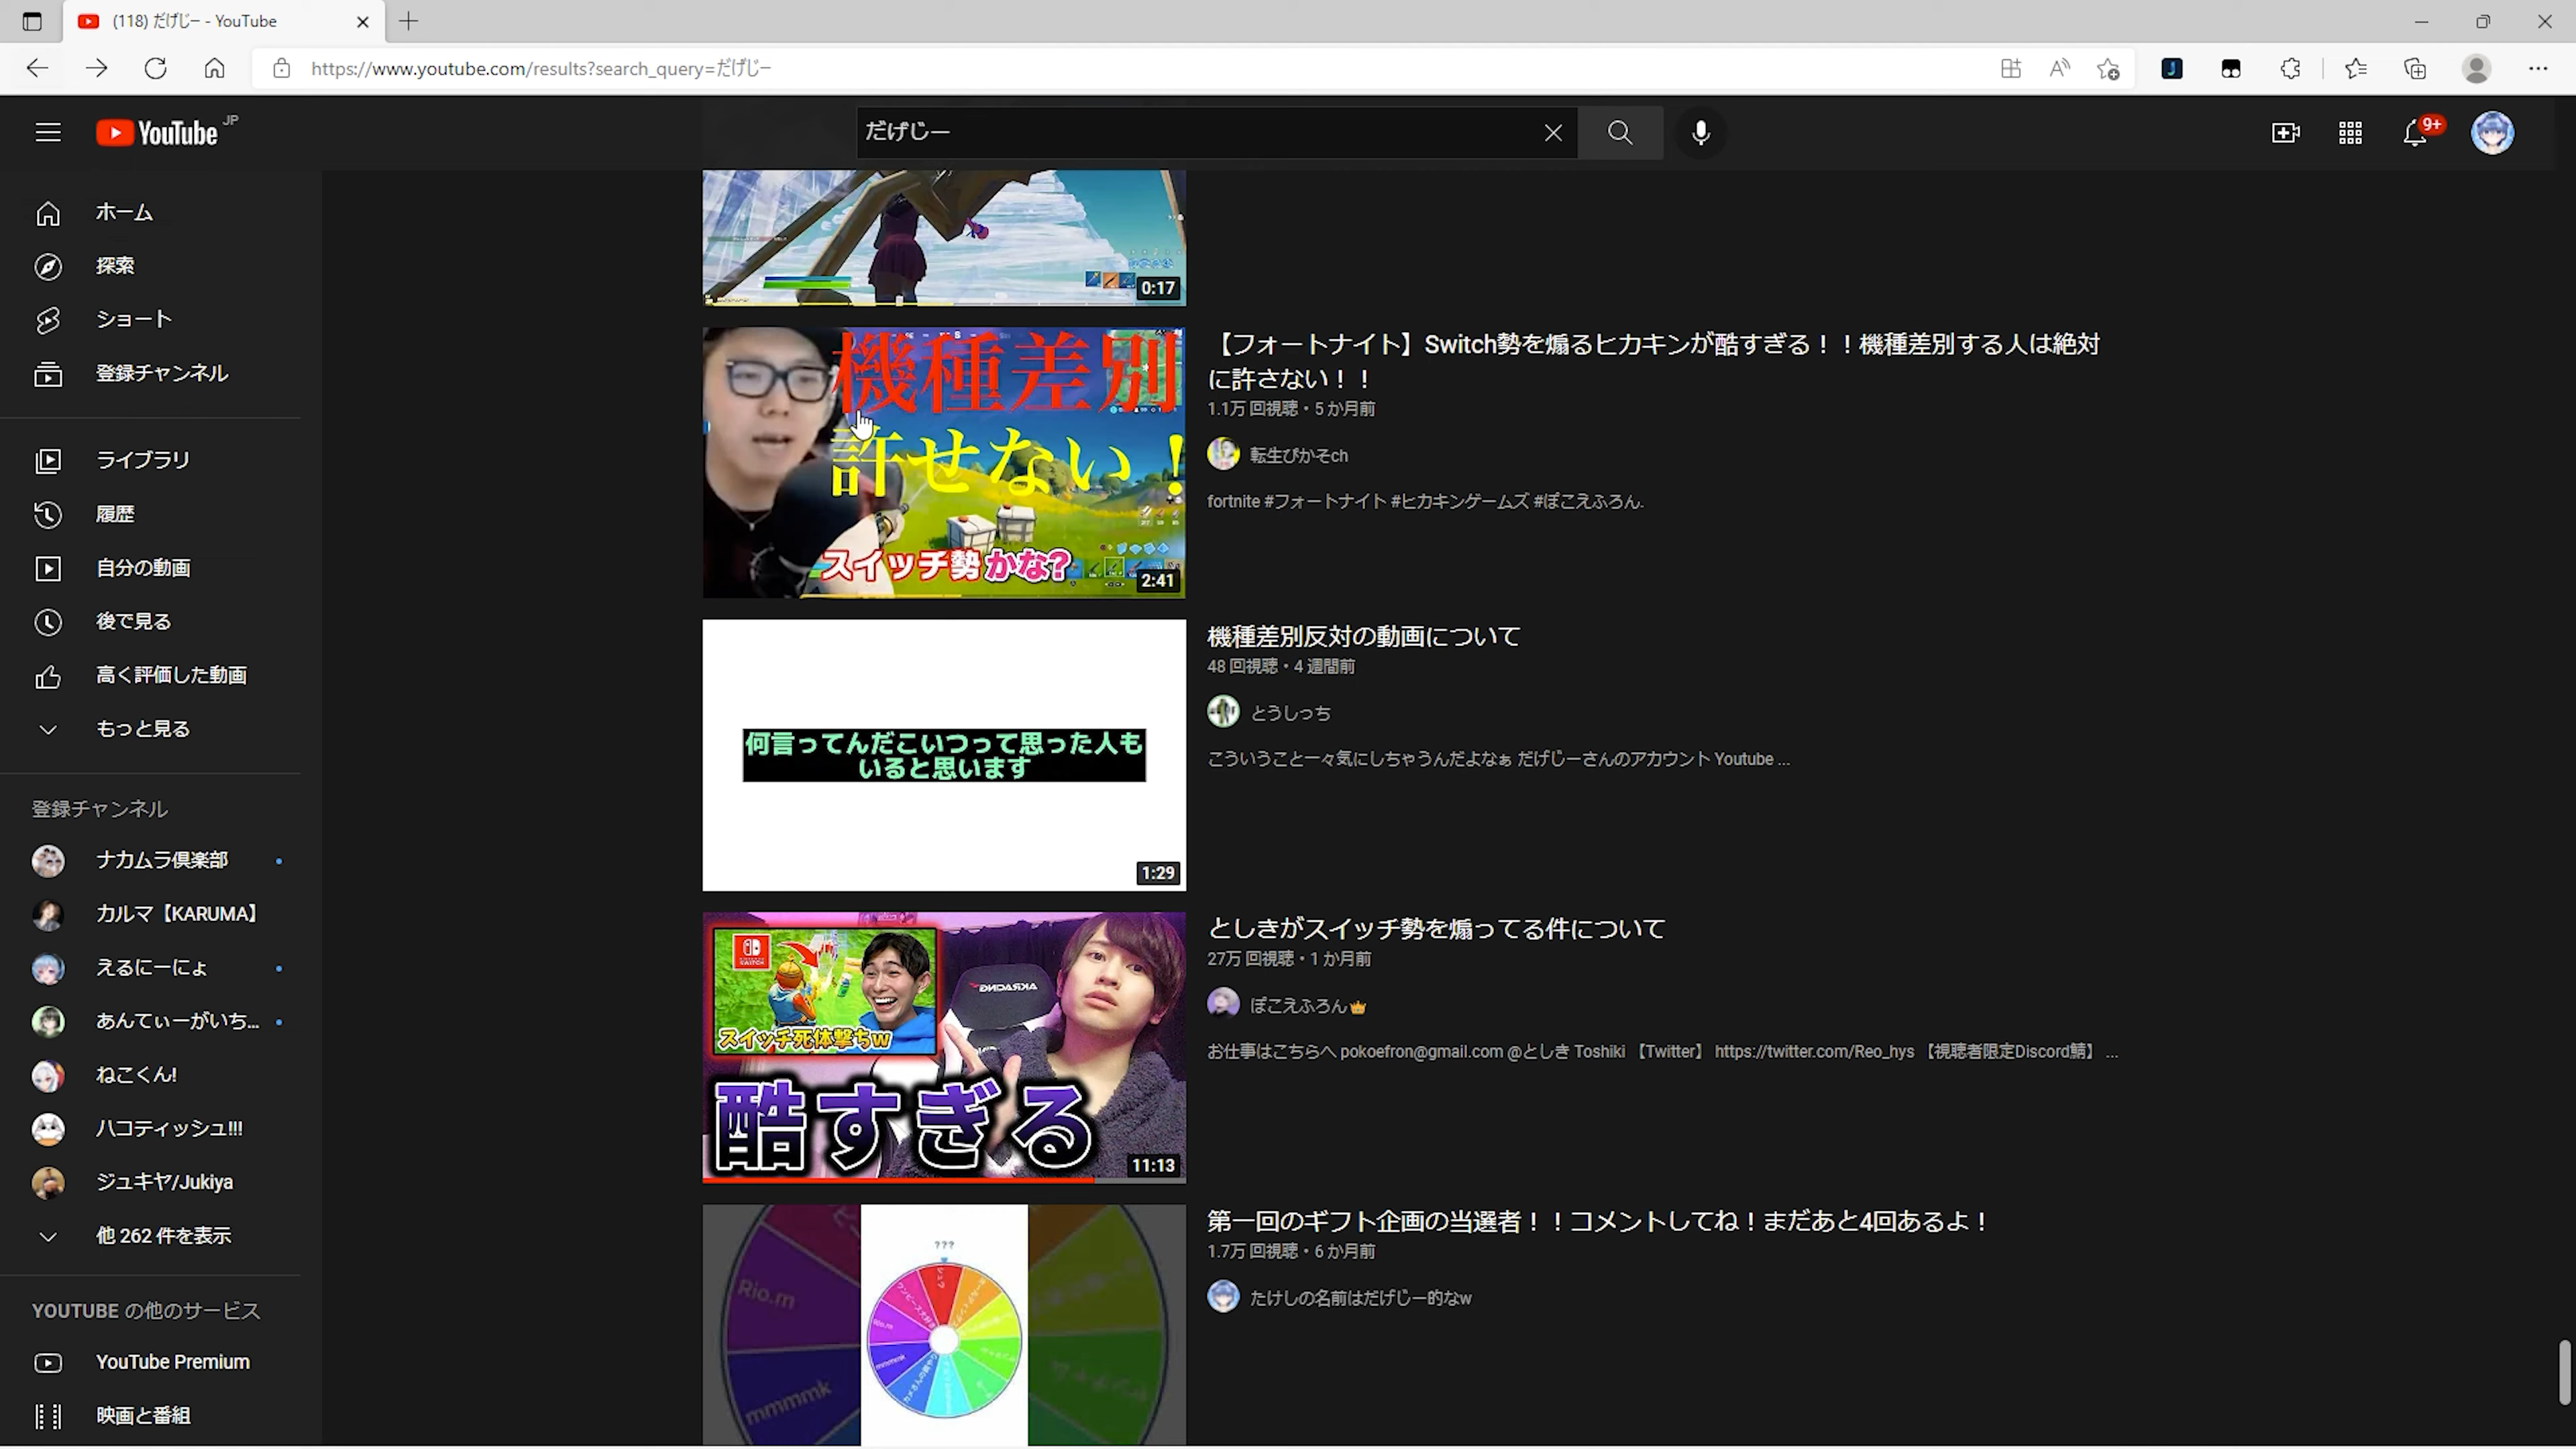 (118) だげじー - YouTube
https://www.youtube.com/results?search_query=だげじー
YouTube JP
だげじー
9+
ホーム
探索
ショート
登録チャンネル
ライブラリ
履歴
自分の動画
後で見る
高く評価した動画
もっと見る
登録チャンネル
ナカムラ倶楽部
カルマ【KARUMA】
えるにーにょ
あんてぃーがいち...
ねこくん!
ハコティッシュ!!!
ジュキヤ/Jukiya
他 262 件を表示
YOUTUBE の他のサービス
YouTube Premium
映画と番組
0:17
機種差別
許せない！
スイッチ勢かな?
2:41
【フォートナイト】Switch勢を煽るヒカキンが酷すぎる！！機種差別する人は絶対
に許さない！！
1.1万 回視聴・5 か月前
転生ぴかそch
fortnite #フォートナイト #ヒカキンゲームズ #ぽこえふろん.
何言ってんだこいつって思った人も
いると思います
1:29
機種差別反対の動画について
48 回視聴・4 週間前
とうしっち
こういうこと一々気にしちゃうんだよなぁ だげじーさんのアカウント Youtube ...
スイッチ死体撃ちw
AKRACING
酷すぎる
11:13
としきがスイッチ勢を煽ってる件について
27万 回視聴・1 か月前
ぽこえふろん👑
お仕事はこちらへ pokoefron@gmail.com @としき Toshiki 【Twitter】 https://twitter.com/Reo_hys 【視聴者限定Discord鯖】 ...
???
Rio.m
mmmmk
第一回のギフト企画の当選者！！コメントしてね！まだあと4回あるよ！
1.7万 回視聴・6 か月前
たけしの名前はだげじー的なw